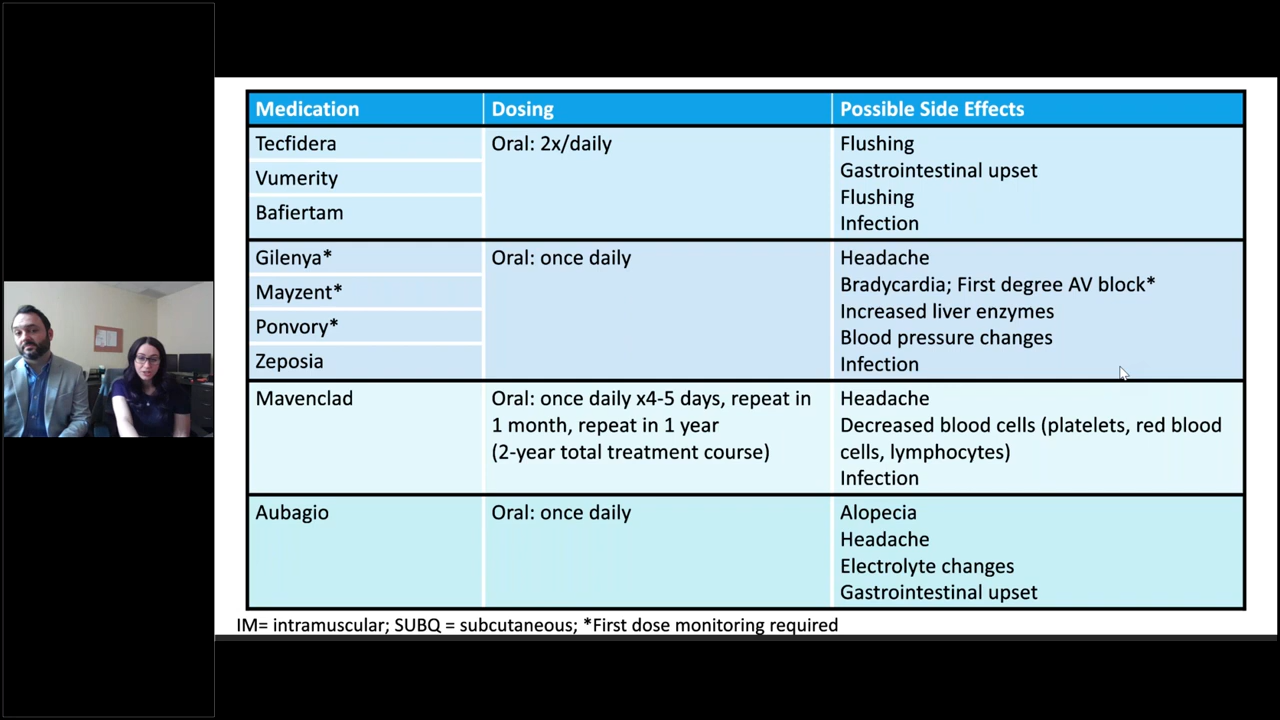 Medication Dosing Possible Side Effects
Tecfidera Oral: 2x/daily Flushing
Vumerity Gastrointestinal upset
Bafiertam Flushing
Infection
Gilenya* Oral: once daily Headache
Mayzent* Bradycardia; First degree AV block*
Ponvory* Increased liver enzymes
Zeposia Blood pressure changes
Infection
Mavenclad Oral: once daily x4-5 days, repeat in Headache
1 month, repeat in 1 year Decreased blood cells (platelets, red blood
(2-year total treatment course) cells, lymphocytes)
Infection
Aubagio Oral: once daily Alopecia
Headache
Electrolyte changes
Gastrointestinal upset
IM= intramuscular; SUBQ = subcutaneous; *First dose monitoring required